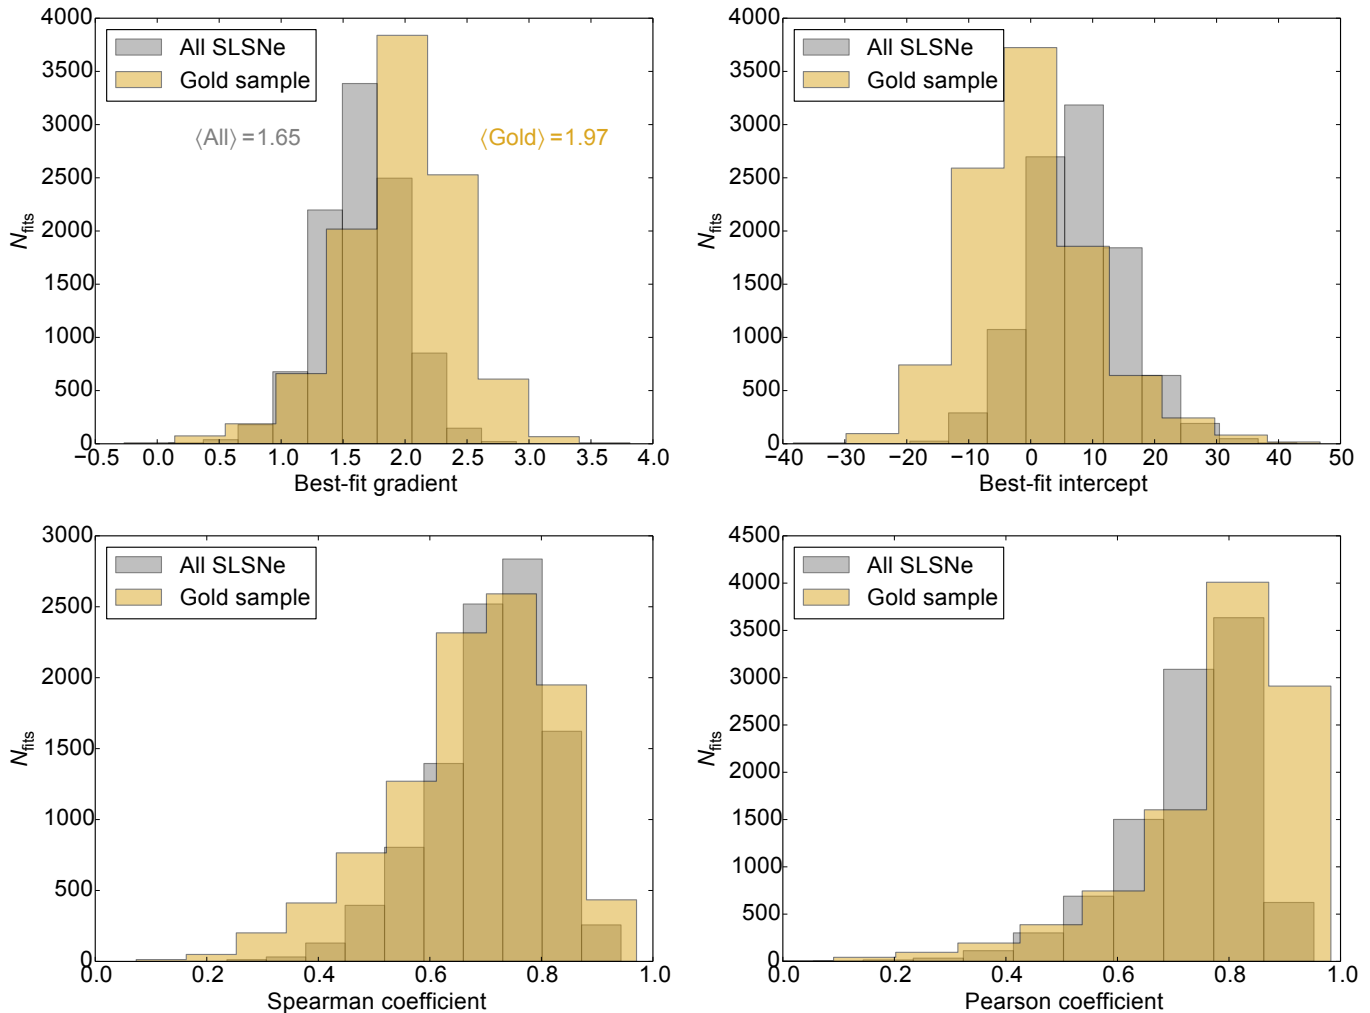 4000
3500
3000
2500
2000
1500
1000
500
0
N_fits
All SLSNe
Gold sample
⟨All⟩=1.65
⟨Gold⟩=1.97
−0.5 0.0 0.5 1.0 1.5 2.0 2.5 3.0 3.5 4.0
Best-fit gradient
4000
3500
3000
2500
2000
1500
1000
500
0
N_fits
All SLSNe
Gold sample
−40 −30 −20 −10 0 10 20 30 40 50
Best-fit intercept
3000
2500
2000
1500
1000
500
0
N_fits
All SLSNe
Gold sample
0.0 0.2 0.4 0.6 0.8 1.0
Spearman coefficient
4500
4000
3500
3000
2500
2000
1500
1000
500
0
N_fits
All SLSNe
Gold sample
0.0 0.2 0.4 0.6 0.8 1.0
Pearson coefficient